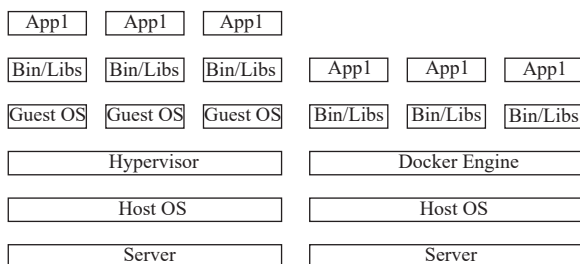 App1 App1 App1
Bin/Libs Bin/Libs Bin/Libs App1 App1 App1
Guest OS Guest OS Guest OS Bin/Libs Bin/Libs Bin/Libs
Hypervisor Docker Engine
Host OS Host OS
Server Server